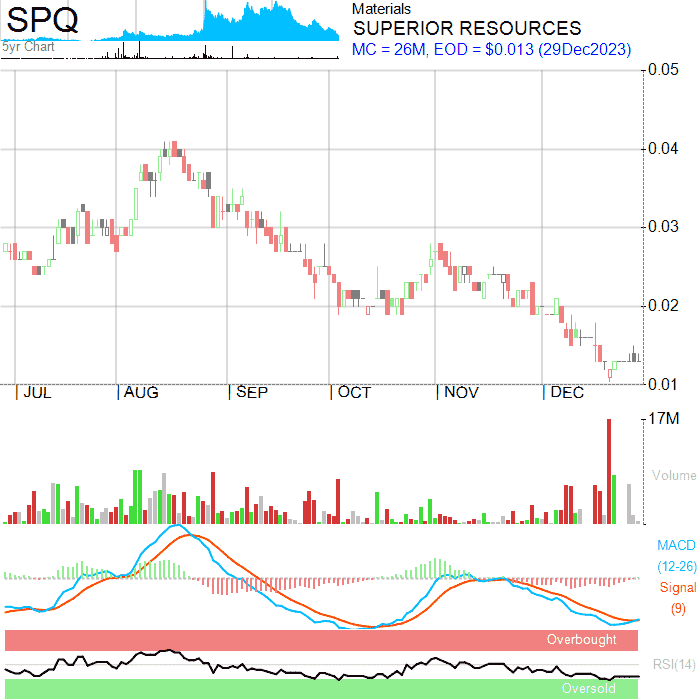 SPQ
5yr Chart
Materials
SUPERIOR RESOURCES
MC = 26M, EOD = $0.013 (29Dec2023)
0.05
0.04
0.03
0.02
0.01
JUL AUG SEP OCT NOV DEC
17M
Volume
MACD
(12-26)
Signal
(9)
Overbought
RSI(14)
Oversold